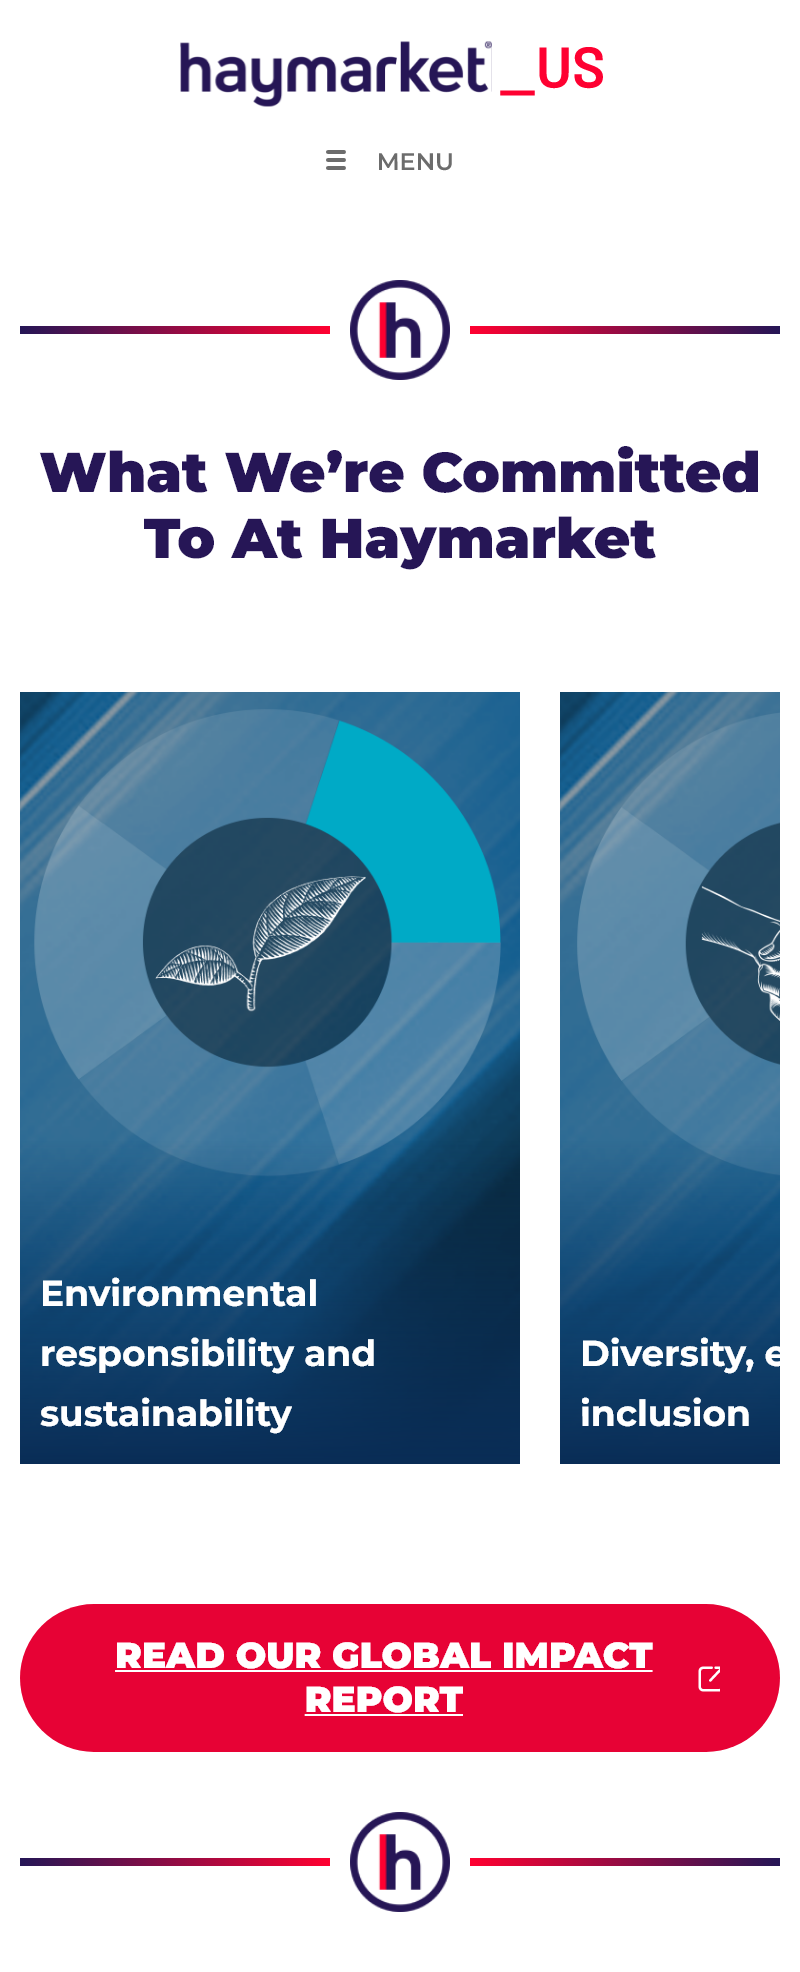 haymarket® _US
MENU
h
What We’re Committed
To At Haymarket
Environmental
responsibility and
sustainability
Diversity,
inclusion
READ OUR GLOBAL IMPACT
REPORT
h